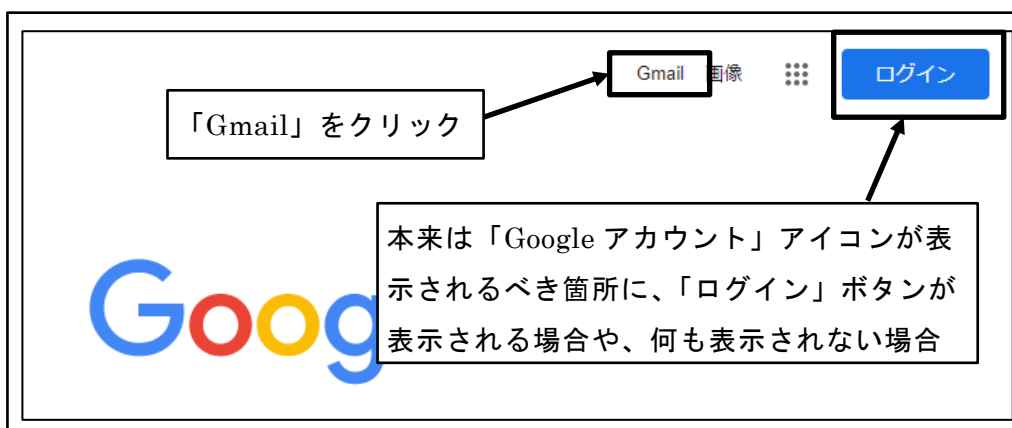 Gmail 画像
ログイン
「Gmail」をクリック
本来は「Google アカウント」アイコンが表
示されるべき箇所に、「ログイン」ボタンが
表示される場合や、何も表示されない場合
Goog